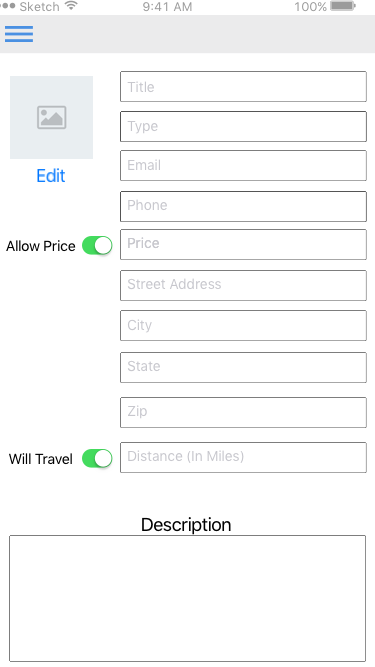 Sketch 9:41 AM 100%
Title
Type
Edit
Email
Phone
Allow Price
Price
Street Address
City
State
Zip
Will Travel
Distance (In Miles)
Description